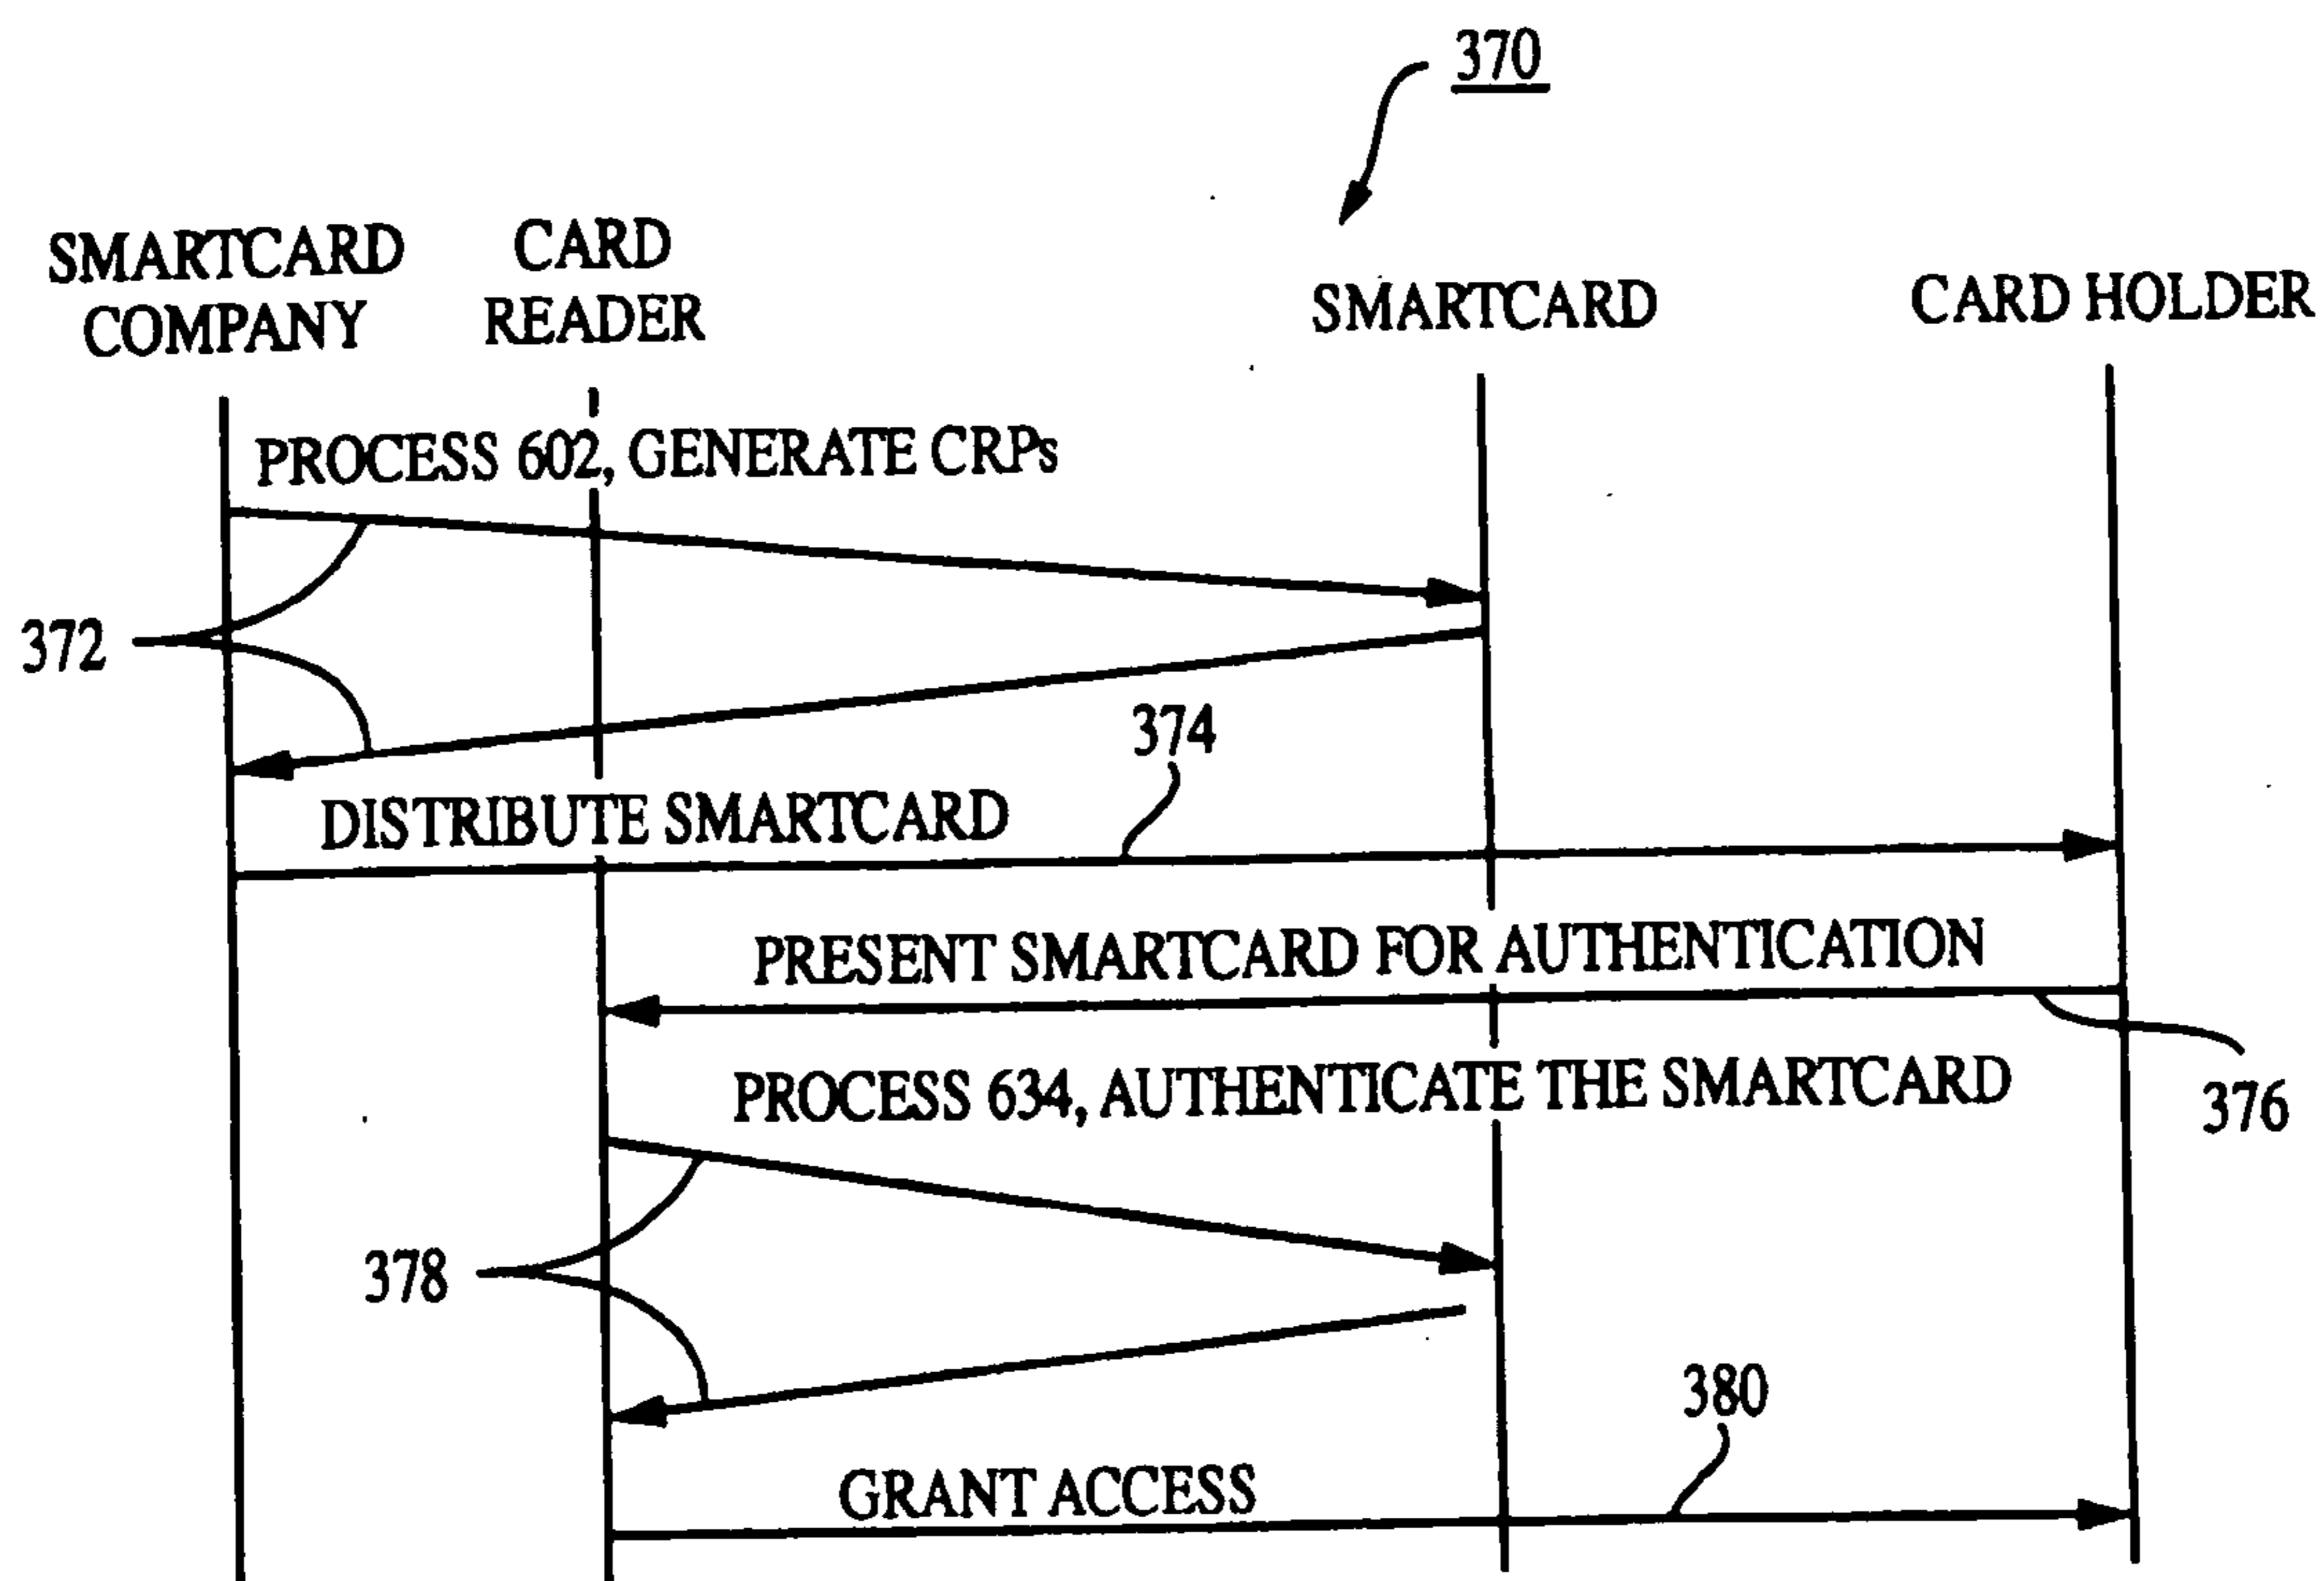 370
SMARTCARD
COMPANY
CARD
READER
SMARTCARD
CARD HOLDER
PROCESS 602, GENERATE CRPs
372
374
DISTRIBUTE SMARTCARD
PRESENT SMARTCARD FOR AUTHENTICATION
PROCESS 634, AUTHENTICATE THE SMARTCARD
376
378
380
GRANT ACCESS